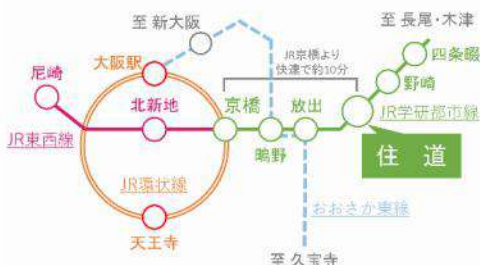 至 新大阪
至 長尾・木津
JR京橋より
快速で約10分
尼崎
大阪駅
四条畷
野崎
北新地
京橋
放出
JR学研都市線
JR東西線
鴫野
住道
JR環状線
おおさか東線
天王寺
至 久宝寺